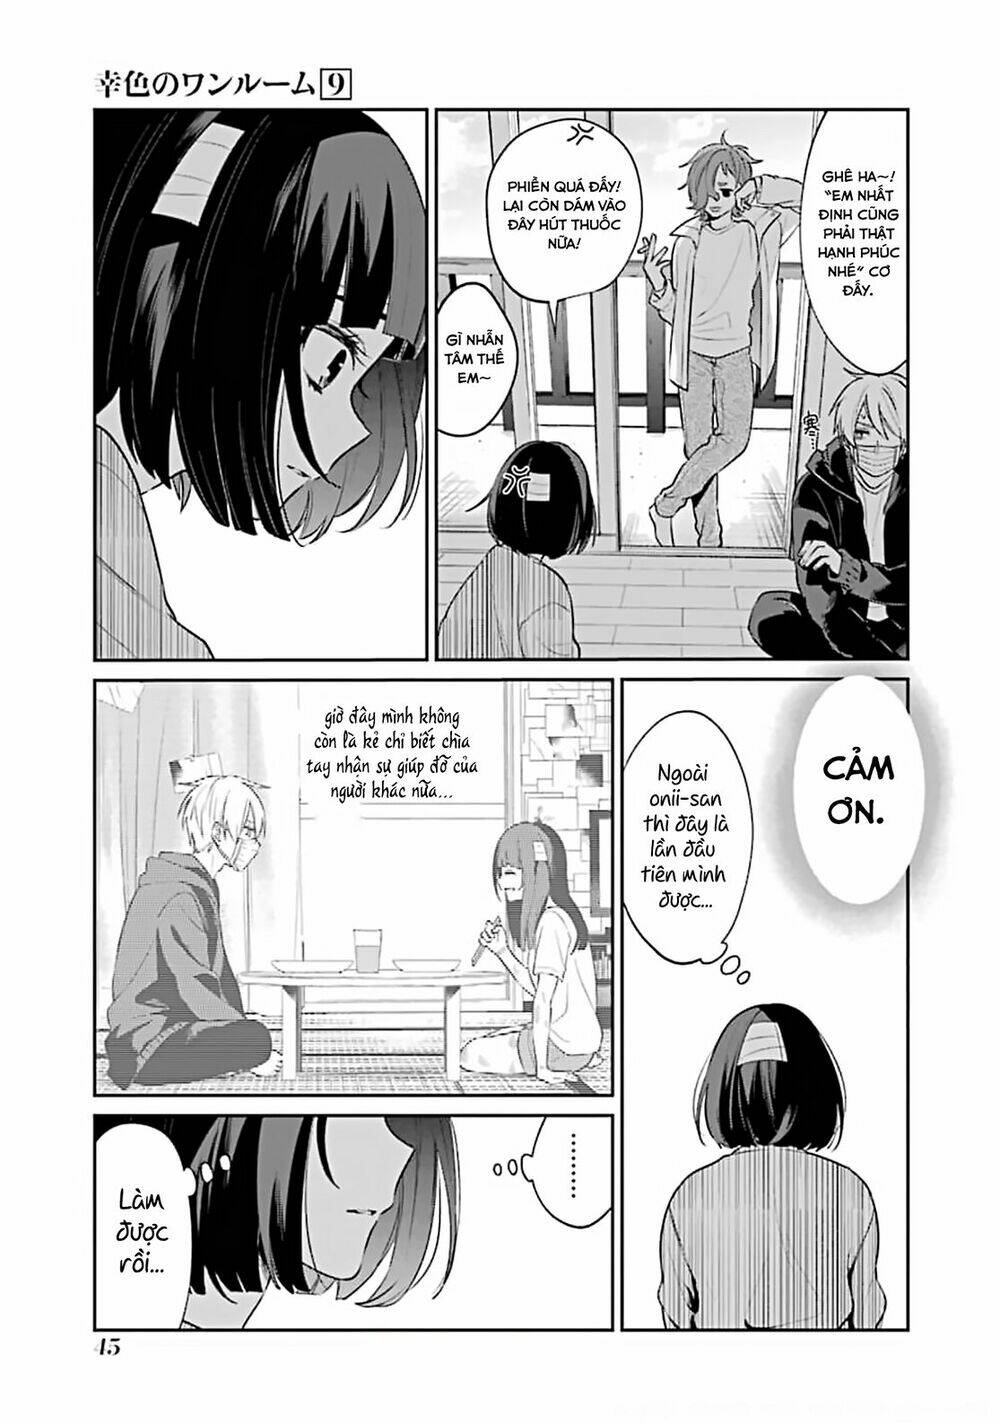 幸色のワンルーム 9
GHÊ HA~!
"EM NHẤT
ĐỊNH CŨNG
PHẢI THẬT
HẠNH PHÚC
NHÉ" CƠ
ĐẤY.
PHIỀN QUÁ ĐẤY!
LẠI CÒN DÁM VÀO
ĐÂY HÚT THUỐC
NỮA!
GÌ NHẪN
TÂM THẾ
EM~
寒…
CẢM
ƠN.
Ngoài
onii-san
thì đây là
lần đầu
tiên mình
được...
giờ đây mình không
còn là kẻ chỉ biết chìa
tay nhận sự giúp đỡ của
người khác nữa...
.........
Làm
được
rồi...
45